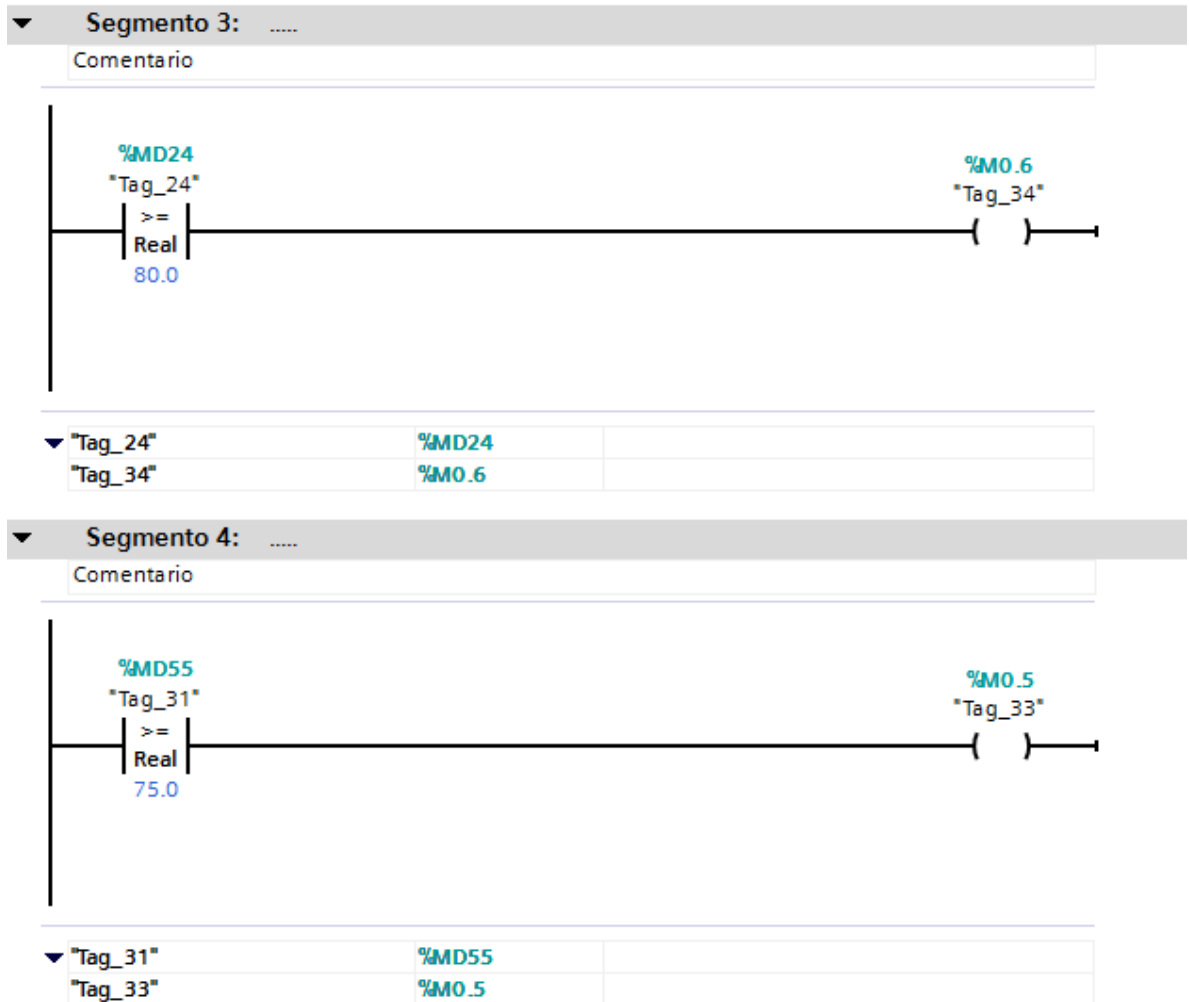 Segmento 3: .....
Comentario
%MD24
"Tag_24"
>=
Real
80.0
%M0.6
"Tag_34"
( )
"Tag_24" %MD24
"Tag_34" %M0.6
Segmento 4: .....
Comentario
%MD55
"Tag_31"
>=
Real
75.0
%M0.5
"Tag_33"
( )
"Tag_31" %MD55
"Tag_33" %M0.5